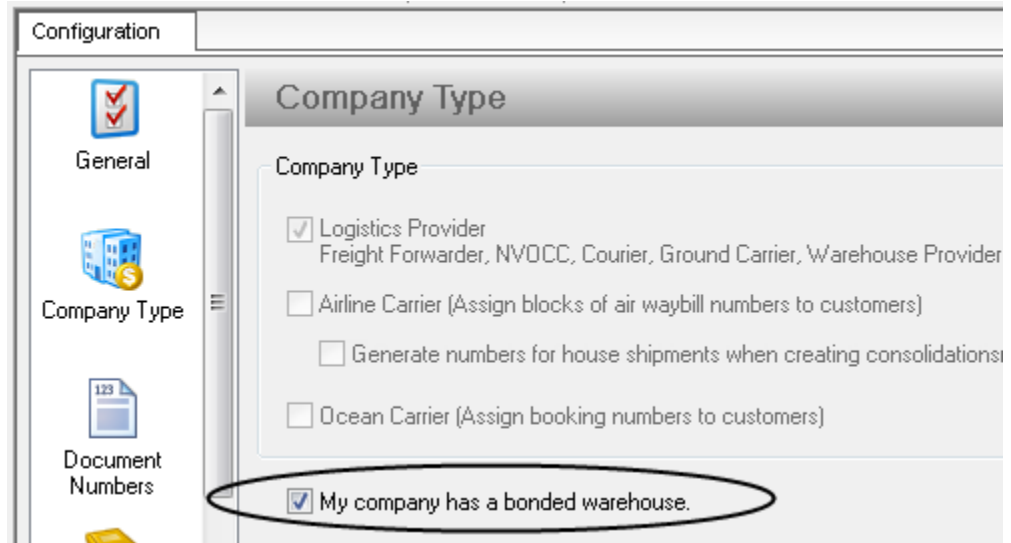 Configuration
General
Company Type
123
Document
Numbers
Company Type
Company Type
Logistics Provider
Freight Forwarder, NVOCC, Courier, Ground Carrier, Warehouse Provider
Airline Carrier (Assign blocks of air waybill numbers to customers)
Generate numbers for house shipments when creating consolidations
Ocean Carrier (Assign booking numbers to customers)
My company has a bonded warehouse.